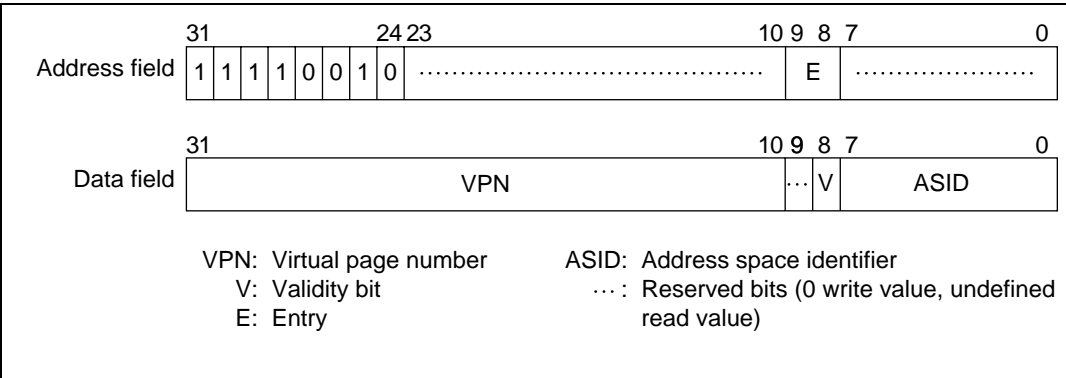 31 24 23 10 9 8 7 0
Address field 1 1 1 1 0 0 1 0 ........................................ E ......................
31 10 9 8 7 0
Data field VPN ... V ASID
VPN: Virtual page number ASID: Address space identifier
V: Validity bit ... : Reserved bits (0 write value, undefined
E: Entry read value)